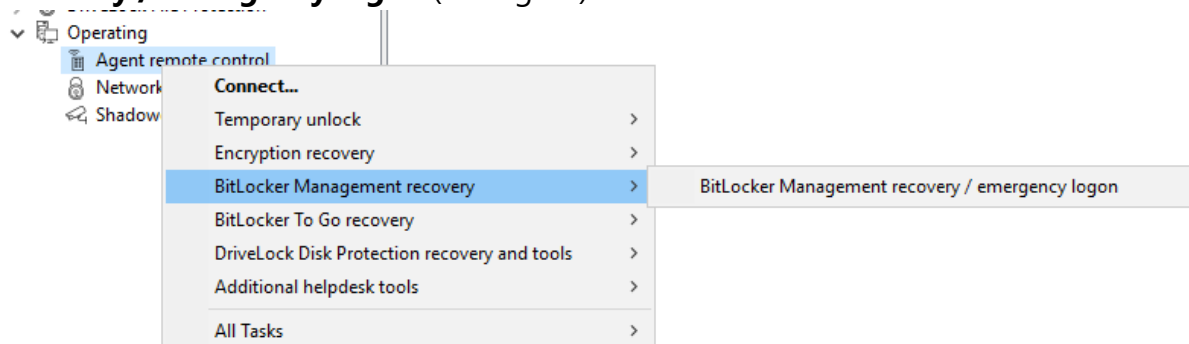 Operating
Agent remote control
Network
Shadow
Connect...
Temporary unlock
Encryption recovery
BitLocker Management recovery
BitLocker Management recovery / emergency logon
BitLocker To Go recovery
DriveLock Disk Protection recovery and tools
Additional helpdesk tools
All Tasks